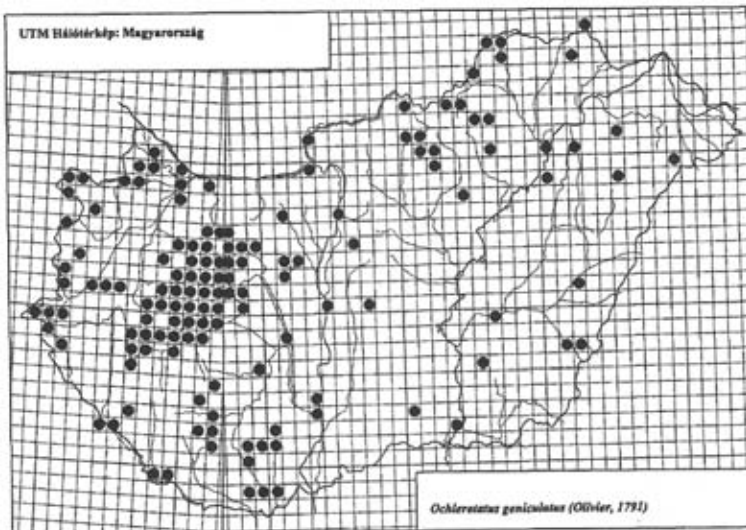 UTM Hálótérkép: Magyarország
Ochlerotatus geniculatus (Olivier, 1791)